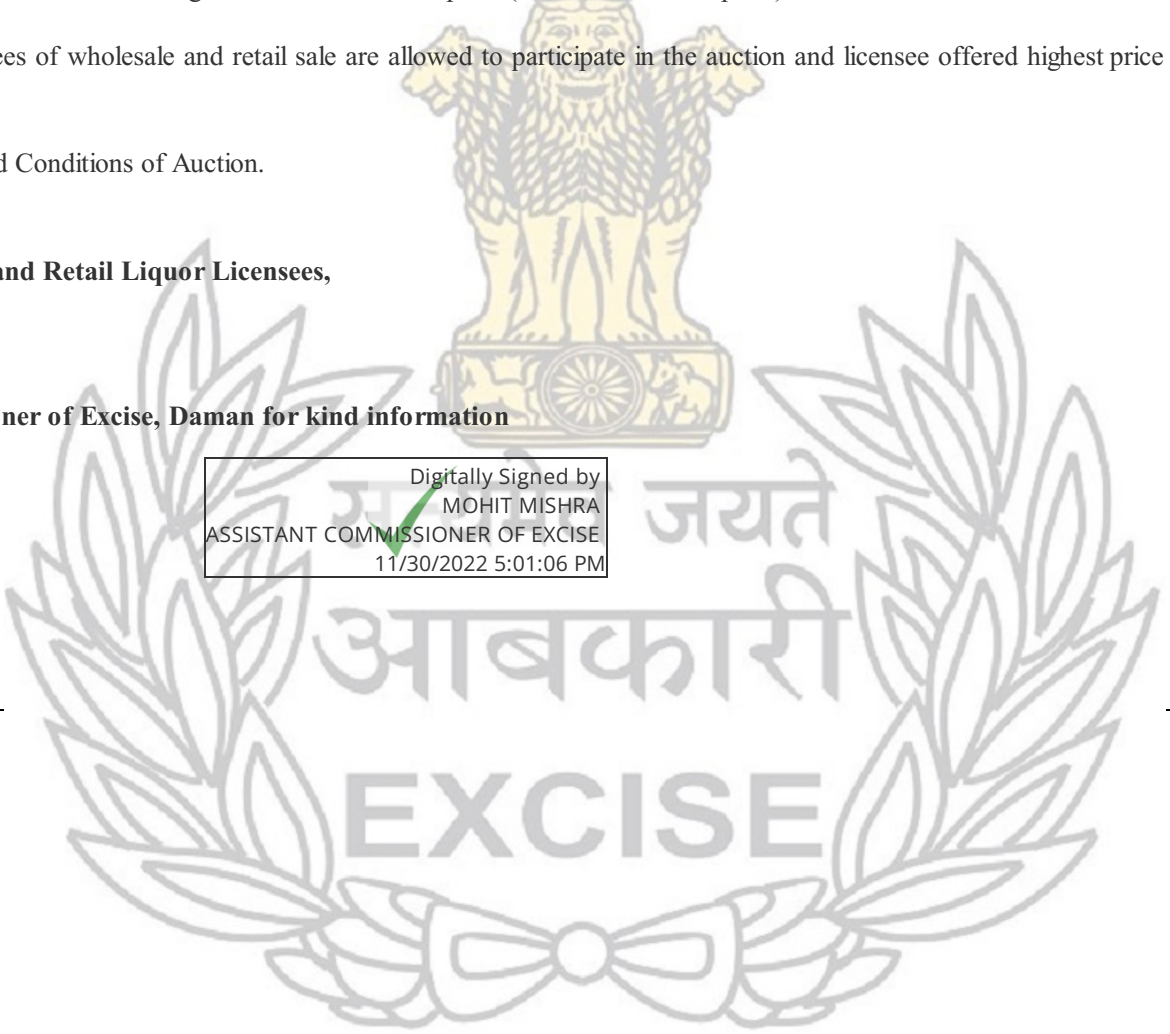 ees of wholesale and retail sale are allowed to participate in the auction and licensee offered highest price
d Conditions of Auction.
and Retail Liquor Licensees,
ner of Excise, Daman for kind information
Digitally Signed by
MOHIT MISHRA
ASSISTANT COMMISSIONER OF EXCISE
11/30/2022 5:01:06 PM
सत्यमेव जयते
आबकारी
EXCISE